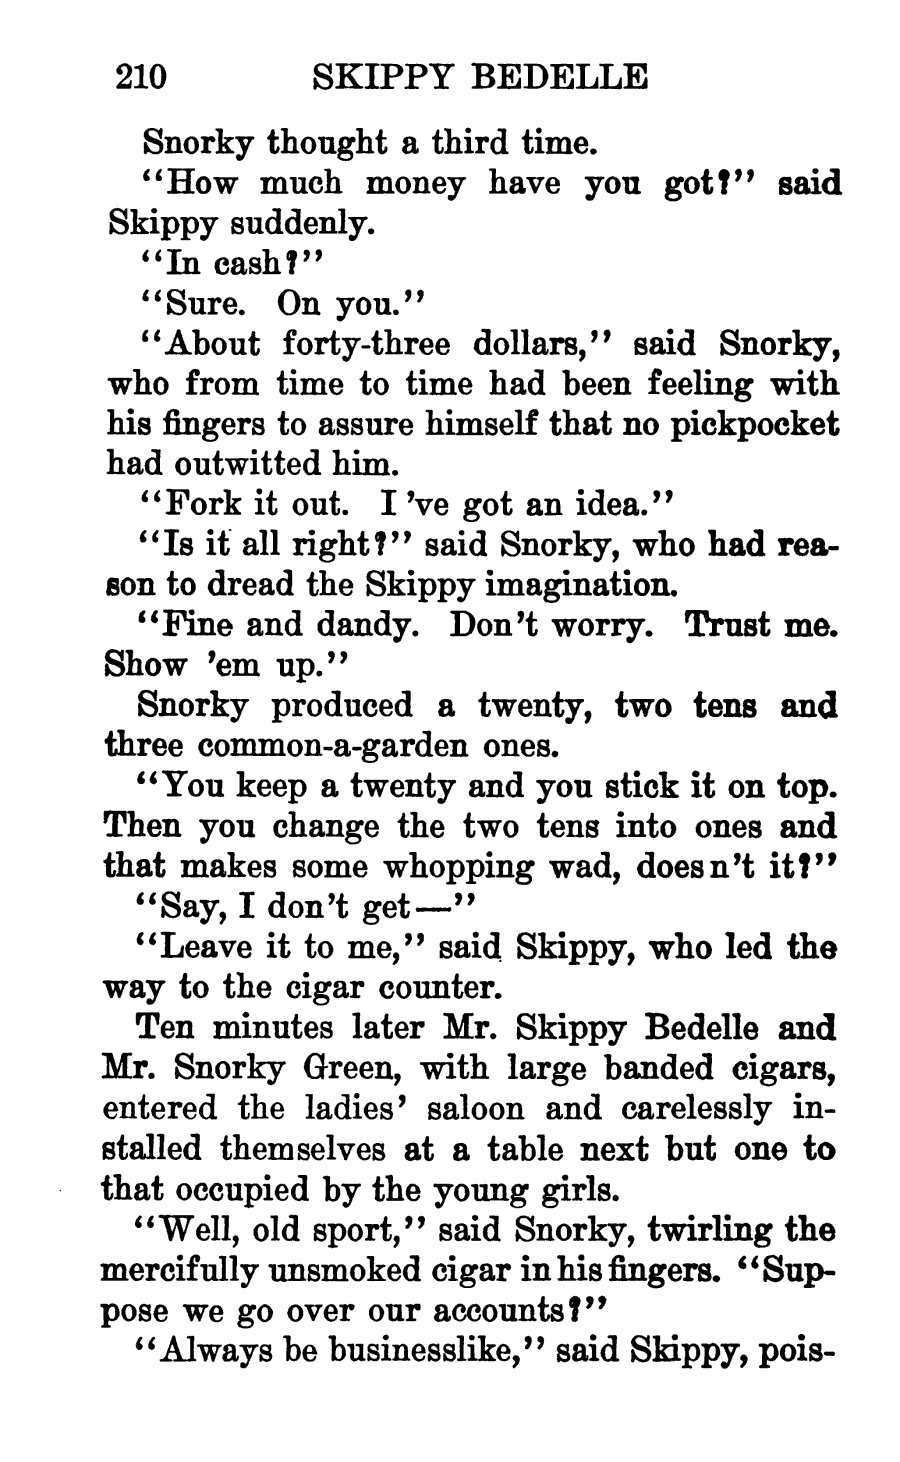 210 SKIPPY BEDELLE
Snorky thought a third time.
"How much money have you got?" said
Skippy suddenly.
"In cash?"
"Sure. On you."
"About forty-three dollars," said Snorky,
who from time to time had been feeling with
his fingers to assure himself that no pickpocket
had outwitted him.
"Fork it out. I 've got an idea."
"Is it all right?" said Snorky, who had rea-
son to dread the Skippy imagination.
"Fine and dandy. Don't worry. Trust me.
Show 'em up."
Snorky produced a twenty, two tens and
three common-a-garden ones.
"You keep a twenty and you stick it on top.
Then you change the two tens into ones and
that makes some whopping wad, doesn't it?"
"Say, I don't get—"
"Leave it to me," said Skippy, who led the
way to the cigar counter.
Ten minutes later Mr. Skippy Bedelle and
Mr. Snorky Green, with large banded cigars,
entered the ladies' saloon and carelessly in-
stalled themselves at a table next but one to
that occupied by the young girls.
"Well, old sport," said Snorky, twirling the
mercifully unsmoked cigar in his fingers. "Sup-
pose we go over our accounts?"
"Always be businesslike," said Skippy, pois-